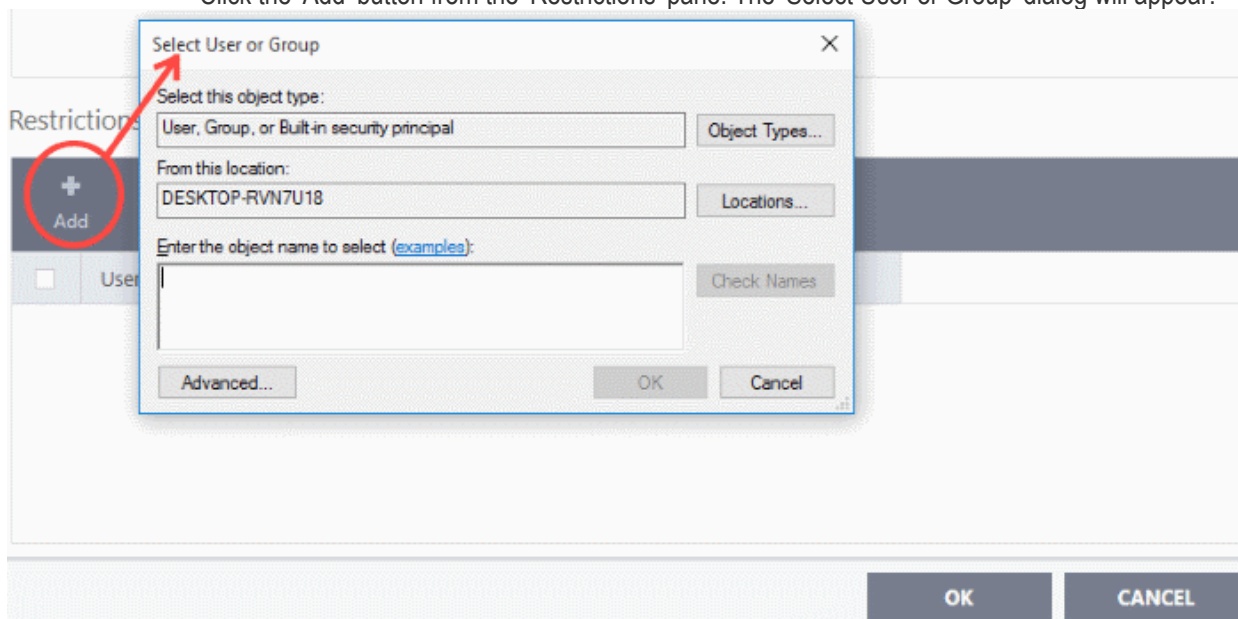 Click the 'Add' button from the 'Restrictions' pane. The 'Select User or Group' dialog will appear.
Select User or Group
Select this object type:
User, Group, or Built-in security principal
Object Types...
From this location:
DESKTOP-RVN7U18
Locations...
Enter the object name to select (examples):
Check Names
Advanced...
OK
Cancel
Restrictions
Add
User
OK
CANCEL